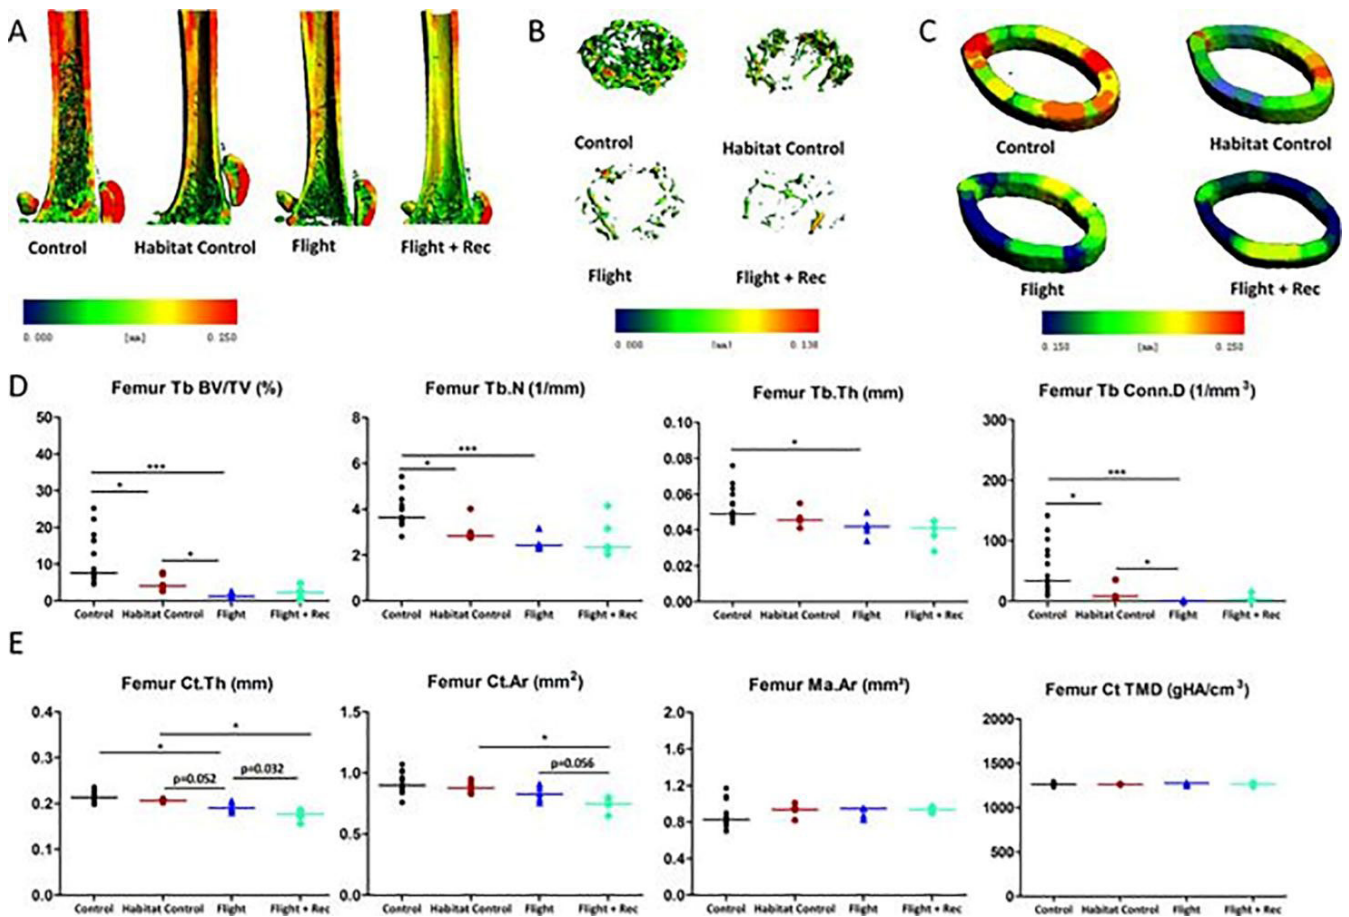 A
B
C
Control
Habitat Control
Flight
Flight + Rec
0.000
[mm]
0.250
Control
Habitat Control
Flight
Flight + Rec
0.000
[mm]
0.130
Control
Habitat Control
Flight
Flight + Rec
0.150
[mm]
0.250
D
Femur Tb BV/TV (%)
50
40
30
20
10
0
***
*
*
Control
Habitat Control
Flight
Flight + Rec
Femur Tb.N (1/mm)
8
6
4
2
0
***
*
Control
Habitat Control
Flight
Flight + Rec
Femur Tb.Th (mm)
0.10
0.08
0.06
0.04
0.02
0.00
*
Control
Habitat Control
Flight
Flight + Rec
Femur Tb Conn.D (1/mm³)
300
200
100
0
***
*
*
Control
Habitat Control
Flight
Flight + Rec
E
Femur Ct.Th (mm)
0.4
0.3
0.2
0.1
0.0
*
*
p=0.052
p=0.032
Control
Habitat Control
Flight
Flight + Rec
Femur Ct.Ar (mm²)
1.5
1.0
0.5
0.0
*
p=0.056
Control
Habitat Control
Flight
Flight + Rec
Femur Ma.Ar (mm²)
2.0
1.6
1.2
0.8
0.4
0.0
Control
Habitat Control
Flight
Flight + Rec
Femur Ct TMD (gHA/cm³)
2000
1500
1000
500
0
Control
Habitat Control
Flight
Flight + Rec